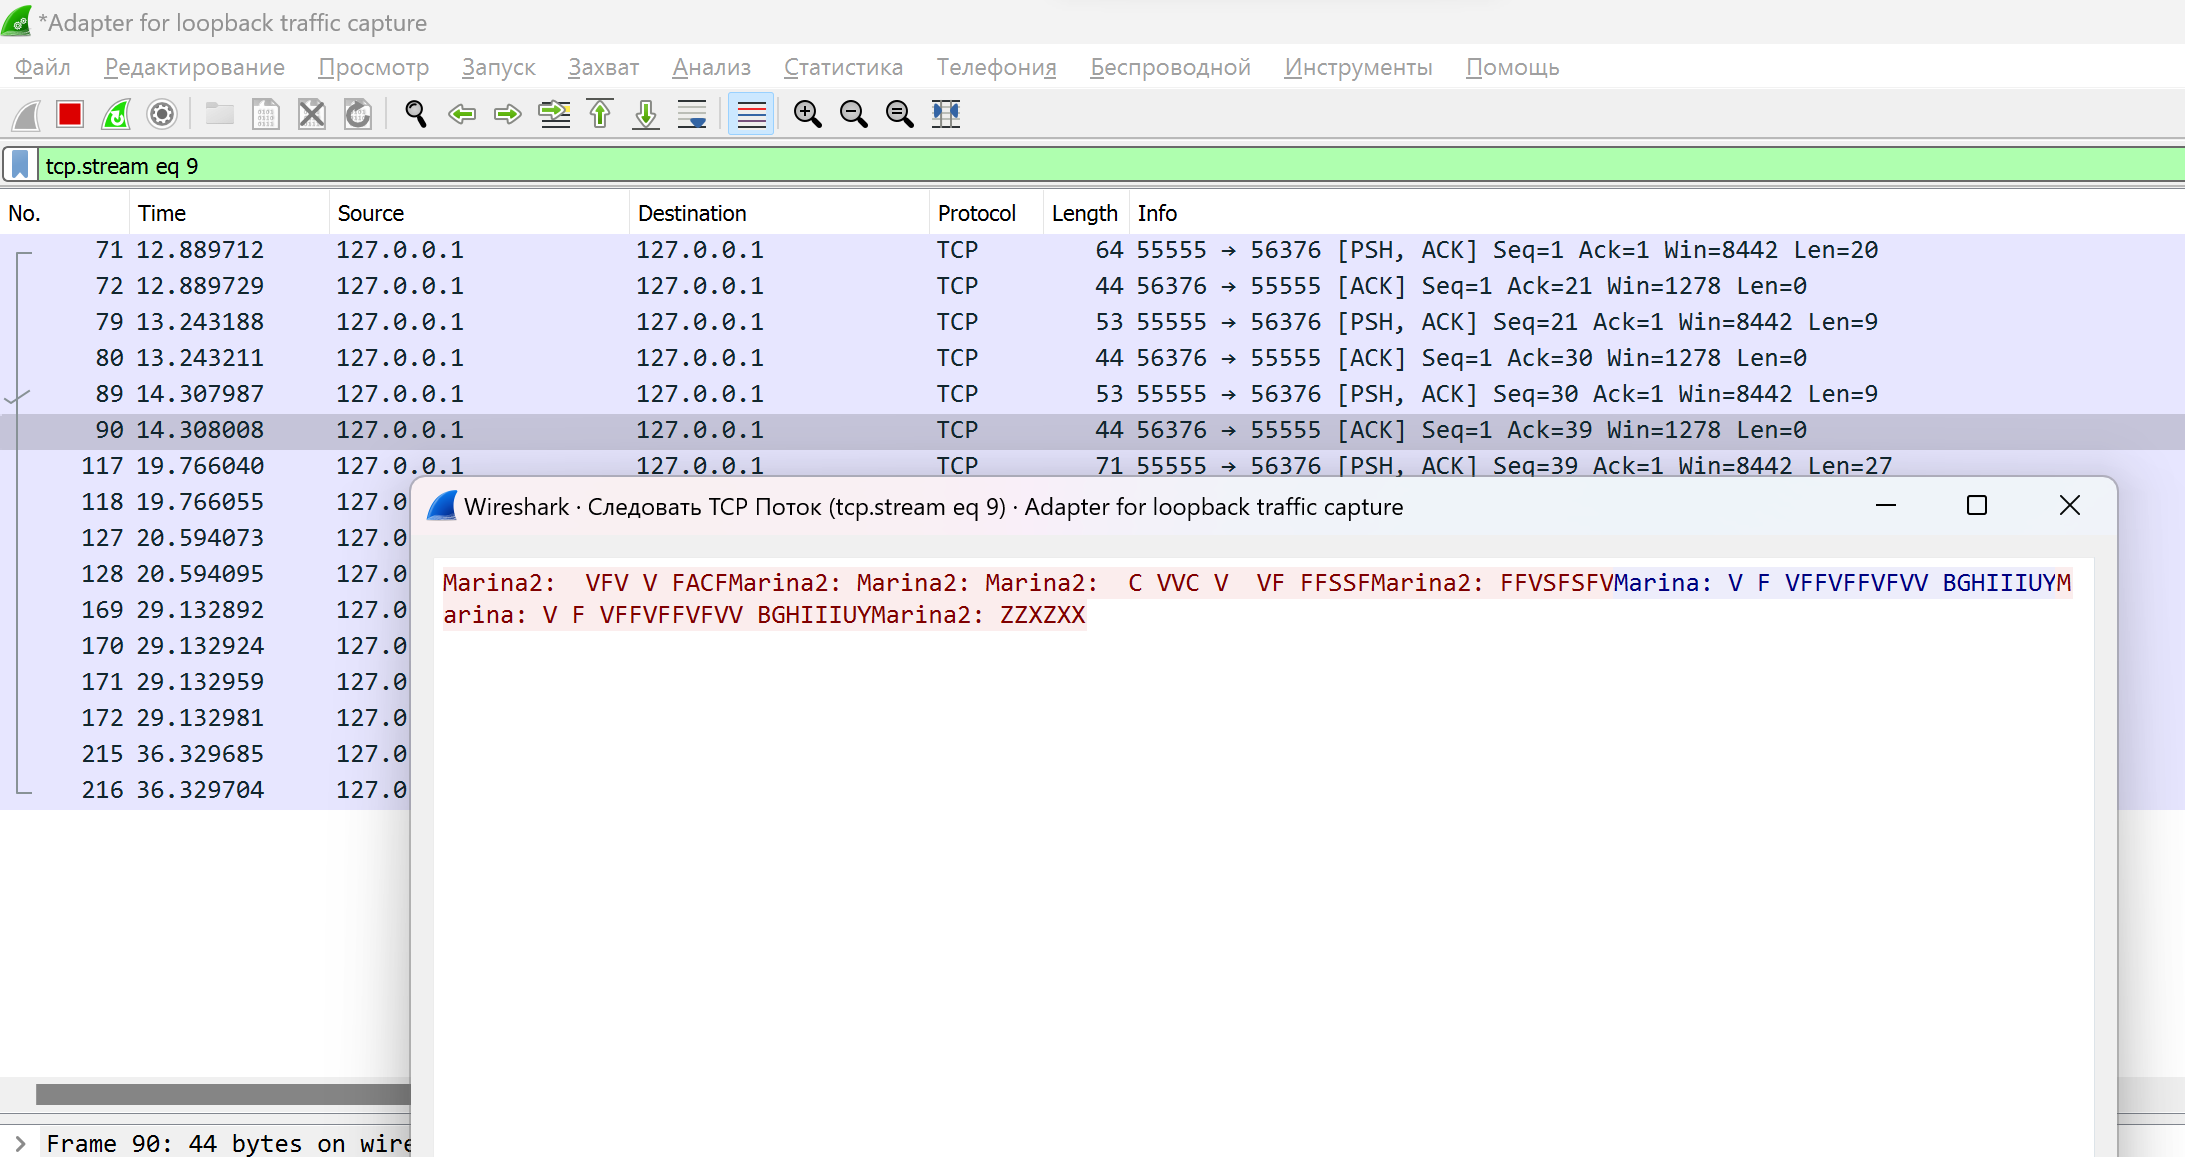 *Adapter for loopback traffic capture
Файл Редактирование Просмотр Запуск Захват Анализ Статистика Телефония Беспроводной Инструменты Помощь
tcp.stream eq 9
No. Time Source Destination Protocol Length Info
71 12.889712 127.0.0.1 127.0.0.1 TCP 64 55555 → 56376 [PSH, ACK] Seq=1 Ack=1 Win=8442 Len=20
72 12.889729 127.0.0.1 127.0.0.1 TCP 44 56376 → 55555 [ACK] Seq=1 Ack=21 Win=1278 Len=0
79 13.243188 127.0.0.1 127.0.0.1 TCP 53 55555 → 56376 [PSH, ACK] Seq=21 Ack=1 Win=8442 Len=9
80 13.243211 127.0.0.1 127.0.0.1 TCP 44 56376 → 55555 [ACK] Seq=1 Ack=30 Win=1278 Len=0
89 14.307987 127.0.0.1 127.0.0.1 TCP 53 55555 → 56376 [PSH, ACK] Seq=30 Ack=1 Win=8442 Len=9
90 14.308008 127.0.0.1 127.0.0.1 TCP 44 56376 → 55555 [ACK] Seq=1 Ack=39 Win=1278 Len=0
117 19.766040 127.0.0.1 127.0.0.1 TCP 71 55555 → 56376 [PSH, ACK] Seq=39 Ack=1 Win=8442 Len=27
118 19.766055 127.0
127 20.594073 127.0
128 20.594095 127.0
169 29.132892 127.0
170 29.132924 127.0
171 29.132959 127.0
172 29.132981 127.0
215 36.329685 127.0
216 36.329704 127.0
Wireshark · Следовать TCP Поток (tcp.stream eq 9) · Adapter for loopback traffic capture
Marina2:  VFV V FACFMarina2: Marina2: Marina2:  C VVC V  VF FFSSFMarina2: FFVSFSFVMarina: V F VFFVFFVFVV BGHIIIUYM
arina: V F VFFVFFVFVV BGHIIIUYMarina2: ZZXZXX
Frame 90: 44 bytes on wire